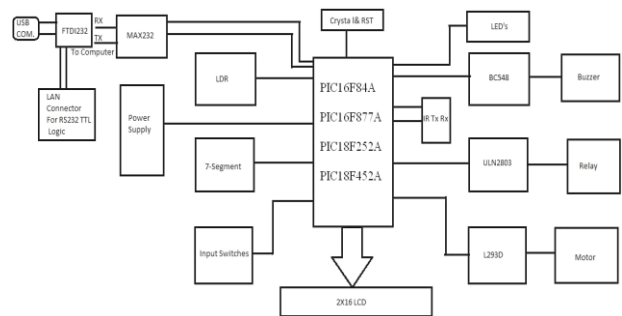 USB
COM.
FTDI232
RX
TX
MAX232
To Computer
LAN
Connector
For RS232 TTL
Logic
Crysta l& RST
LED's
LDR
Power
Supply
7-Segment
Input Switches
PIC16F84A
PIC16F877A
PIC18F252A
PIC18F452A
IR Tx Rx
BC548
Buzzer
ULN2803
Relay
L293D
Motor
2X16 LCD